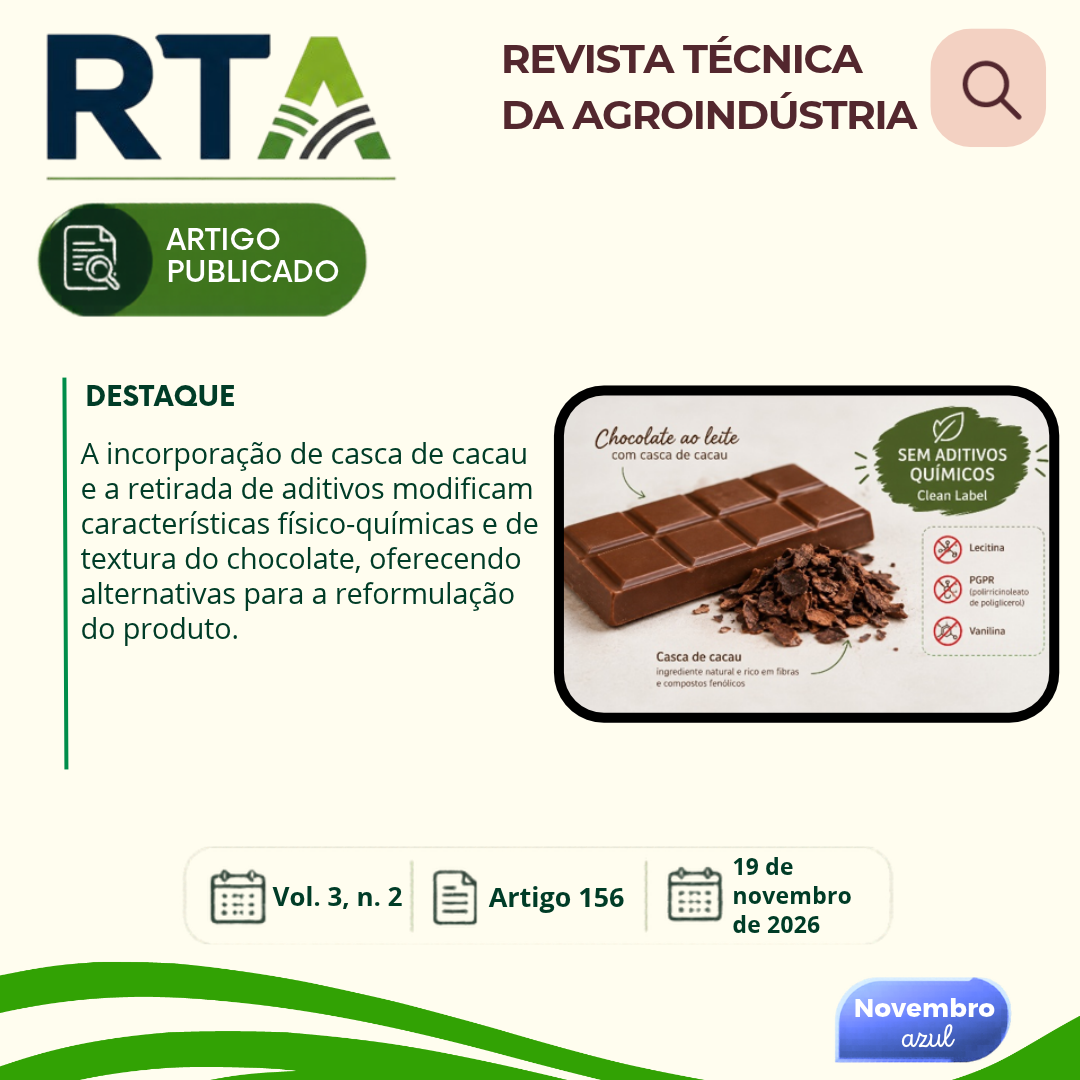 RTA
REVISTA TÉCNICA
DA AGROINDÚSTRIA
ARTIGO
PUBLICADO
DESTAQUE
A incorporação de casca de cacau
e a retirada de aditivos modificam
características físico-químicas e de
textura do chocolate, oferecendo
alternativas para a reformulação
do produto.
Chocolate ao leite
com casca de cacau
SEM ADITIVOS
QUÍMICOS
Clean Label
Lecitina
PGPR
(polirricinoleato
de poliglicerol)
Vanilina
Casca de cacau
ingrediente natural e rico em fibras
e compostos fenólicos
Vol. 3, n. 2
Artigo 156
19 de
novembro
de 2026
Novembro
azul